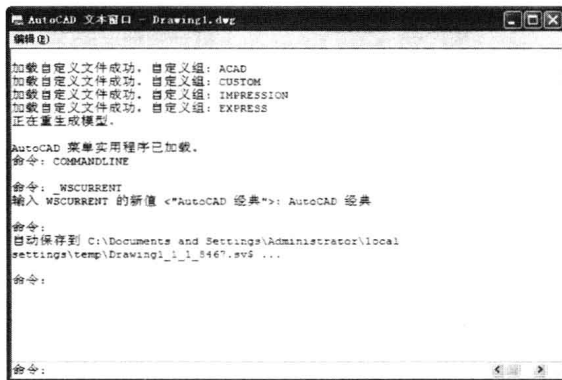 AutoCAD 文本窗口 - Drawing1.dwg
编辑(E)
加载自定义文件成功。自定义组: ACAD
加载自定义文件成功。自定义组: CUSTOM
加载自定义文件成功。自定义组: IMPRESSION
加载自定义文件成功。自定义组: EXPRESS
正在重生成模型.
AutoCAD 菜单实用程序已加载。
命令: COMMANDLINE
命令: _WSCURRENT
输入 WSCURRENT 的新值 <"AutoCAD 经典">: AutoCAD 经典
命令:
自动保存到 C:\Documents and Settings\Administrator\local
settings\temp\Drawing1_1_1_8467.sv$ ...
命令:
命令: